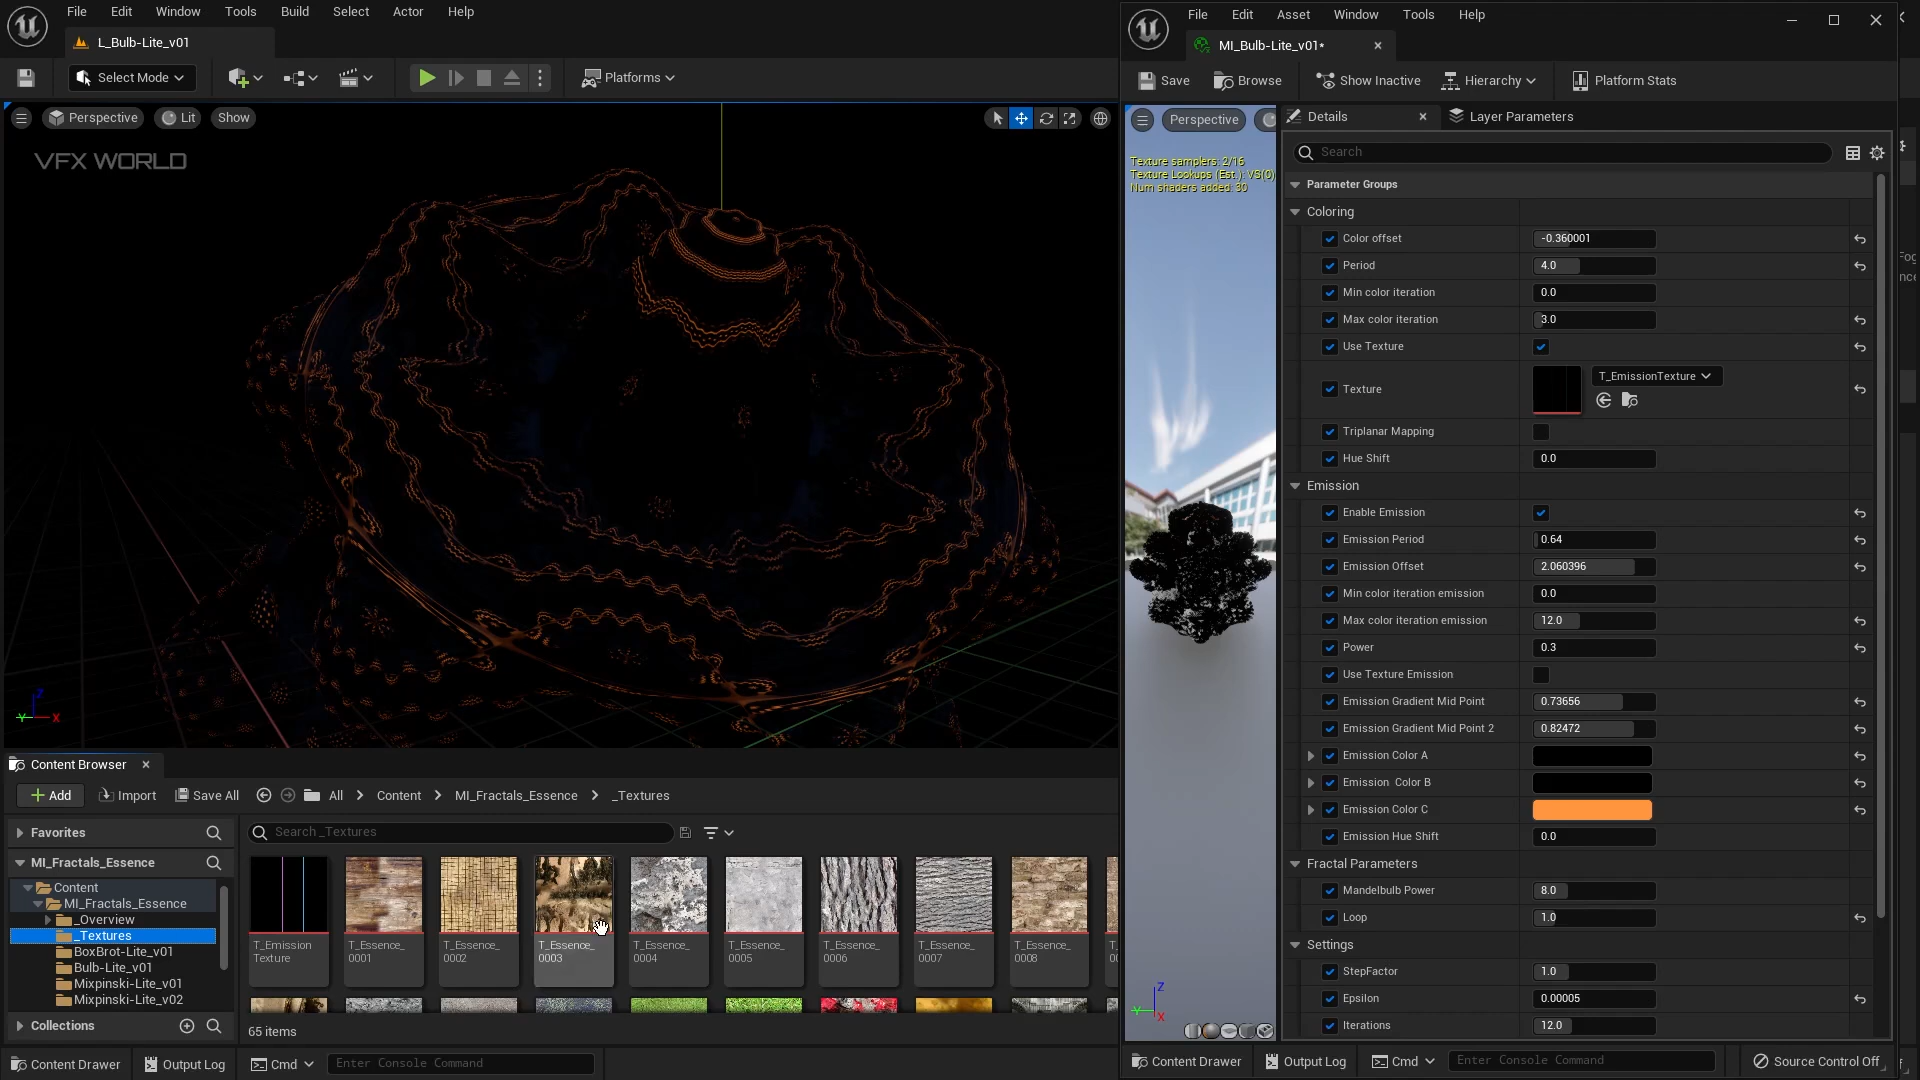 File Edit Window Tools Build Select Actor Help
L_Bulb-Lite_v01
Select Mode
Platforms
Perspective Lit Show
VFX WORLD
Z
Y X
Content Browser
Add Import Save All All Content MI_Fractals_Essence _Textures
Favorites
Search _Textures
MI_Fractals_Essence
Content
MI_Fractals_Essence
_Overview
_Textures
BoxBrot-Lite_v01
Bulb-Lite_v01
Mixpinski-Lite_v01
Mixpinski-Lite_v02
Collections
T_Emission
Texture
T_Essence_
0001
T_Essence_
0002
T_Essence_
0003
T_Essence_
0004
T_Essence_
0005
T_Essence_
0006
T_Essence_
0007
T_Essence_
0008
65 items
Content Drawer Output Log Cmd Enter Console Command
File Edit Asset Window Tools Help
MI_Bulb-Lite_v01*
Save Browse Show Inactive Hierarchy Platform Stats
Perspective
Texture samplers: 2/16
Texture Lookups (Est.): VS(0)
Num shaders added: 30
Z
Y X
Details Layer Parameters
Search
Parameter Groups
Coloring
Color offset -0.360001
Period 4.0
Min color iteration 0.0
Max color iteration 3.0
Use Texture
Texture T_EmissionTexture
Triplanar Mapping
Hue Shift 0.0
Emission
Enable Emission
Emission Period 0.64
Emission Offset 2.060396
Min color iteration emission 0.0
Max color iteration emission 12.0
Power 0.3
Use Texture Emission
Emission Gradient Mid Point 0.73656
Emission Gradient Mid Point 2 0.82472
Emission Color A
Emission Color B
Emission Color C
Emission Hue Shift 0.0
Fractal Parameters
Mandelbulb Power 8.0
Loop 1.0
Settings
StepFactor 1.0
Epsilon 0.00005
Iterations 12.0
Content Drawer Output Log Cmd Enter Console Command Source Control Off